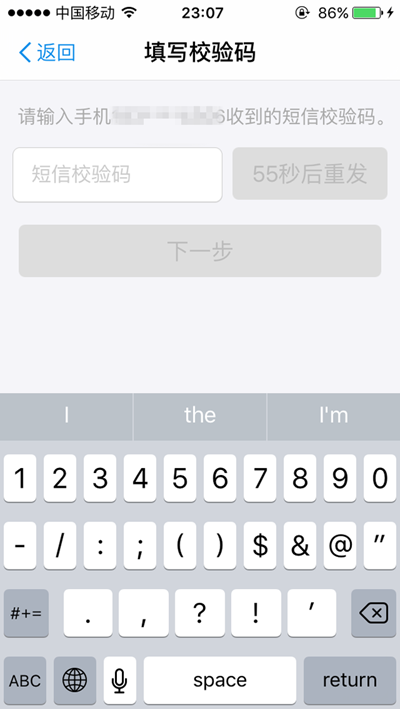 中国移动 23:07 86%
返回 填写校验码
请输入手机 6收到的短信校验码。
短信校验码 55秒后重发
下一步
I the I'm
1 2 3 4 5 6 7 8 9 0
- / : ; ( ) $ & @ "
#+= . , ? ! '
ABC space return